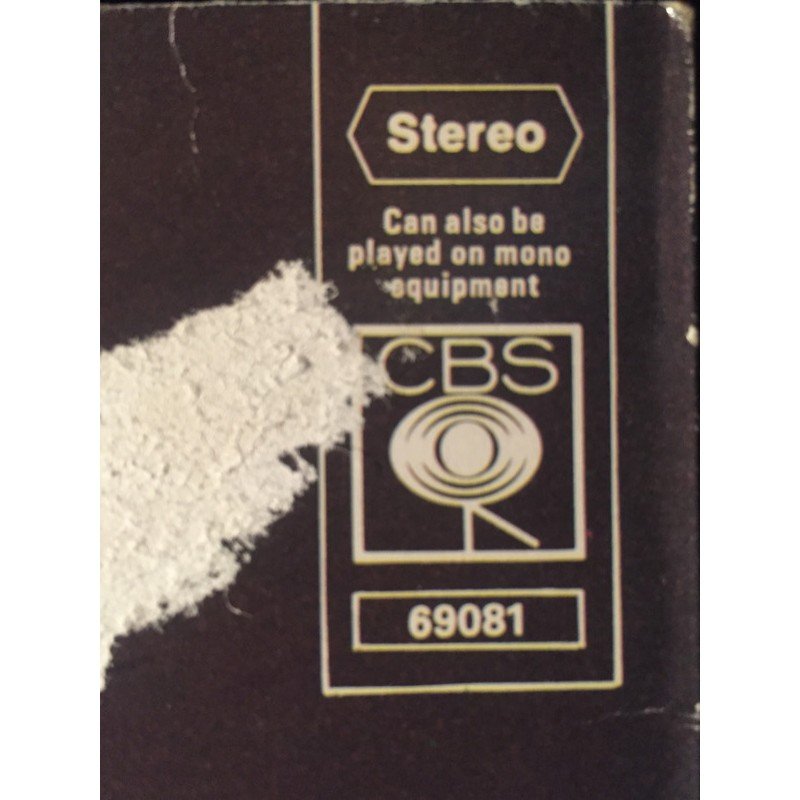 Stereo
Can also be
played on mono
equipment
CBS
69081